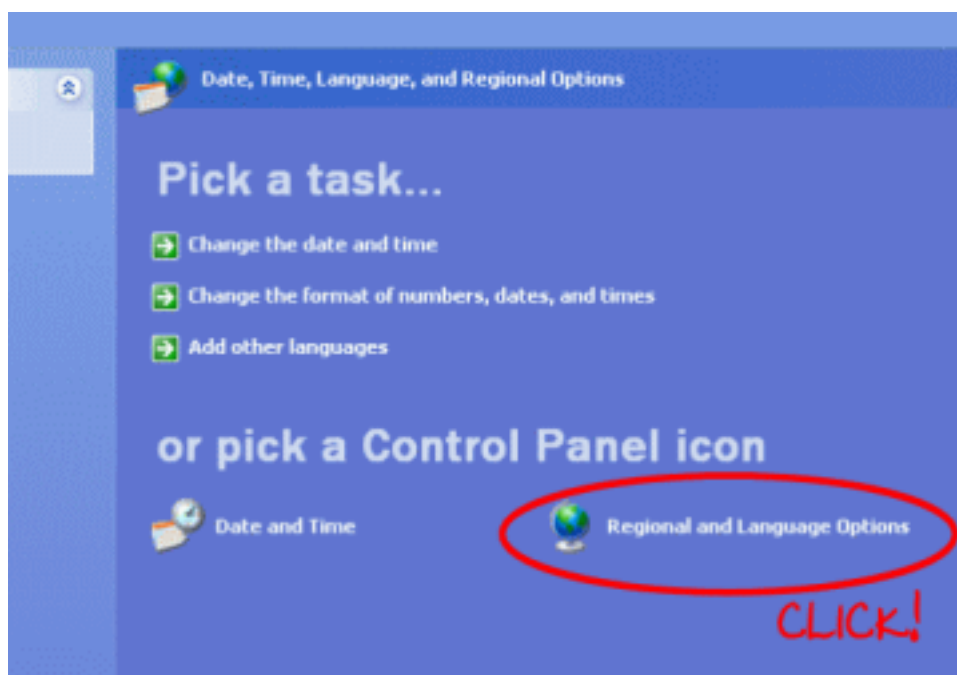 Date, Time, Language, and Regional Options
Pick a task...
Change the date and time
Change the format of numbers, dates, and times
Add other languages
or pick a Control Panel icon
Date and Time
Regional and Language Options
CLICK!